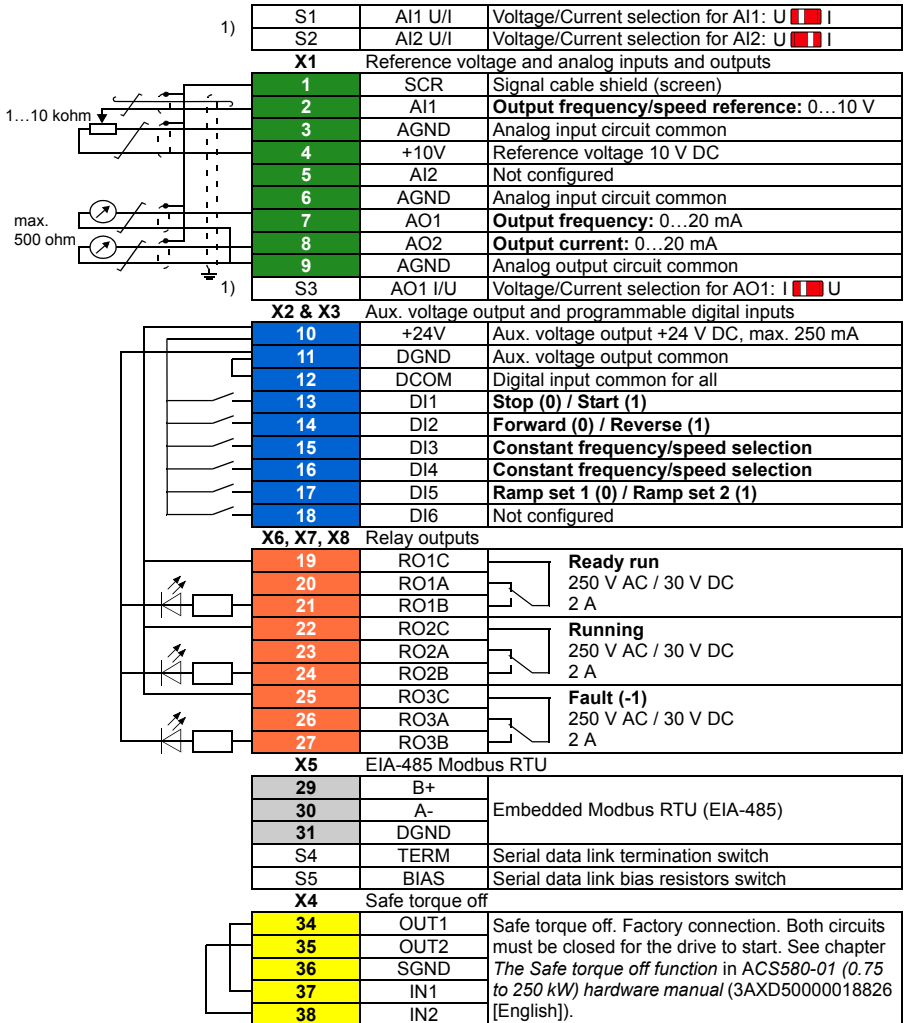 1)
S1 AI1 U/I Voltage/Current selection for AI1: U I
S2 AI2 U/I Voltage/Current selection for AI2: U I
X1 Reference voltage and analog inputs and outputs
1 SCR Signal cable shield (screen)
1…10 kohm
2 AI1 Output frequency/speed reference: 0…10 V
3 AGND Analog input circuit common
4 +10V Reference voltage 10 V DC
5 AI2 Not configured
6 AGND Analog input circuit common
max.
500 ohm
7 AO1 Output frequency: 0…20 mA
8 AO2 Output current: 0…20 mA
9 AGND Analog output circuit common
1)
S3 AO1 I/U Voltage/Current selection for AO1: I U
X2 & X3 Aux. voltage output and programmable digital inputs
10 +24V Aux. voltage output +24 V DC, max. 250 mA
11 DGND Aux. voltage output common
12 DCOM Digital input common for all
13 DI1 Stop (0) / Start (1)
14 DI2 Forward (0) / Reverse (1)
15 DI3 Constant frequency/speed selection
16 DI4 Constant frequency/speed selection
17 DI5 Ramp set 1 (0) / Ramp set 2 (1)
18 DI6 Not configured
X6, X7, X8 Relay outputs
19 RO1C Ready run
20 RO1A 250 V AC / 30 V DC
21 RO1B 2 A
22 RO2C Running
23 RO2A 250 V AC / 30 V DC
24 RO2B 2 A
25 RO3C Fault (-1)
26 RO3A 250 V AC / 30 V DC
27 RO3B 2 A
X5 EIA-485 Modbus RTU
29 B+
30 A- Embedded Modbus RTU (EIA-485)
31 DGND
S4 TERM Serial data link termination switch
S5 BIAS Serial data link bias resistors switch
X4 Safe torque off
34 OUT1 Safe torque off. Factory connection. Both circuits
35 OUT2 must be closed for the drive to start. See chapter
36 SGND The Safe torque off function in ACS580-01 (0.75
37 IN1 to 250 kW) hardware manual (3AXD50000018826
38 IN2 [English]).